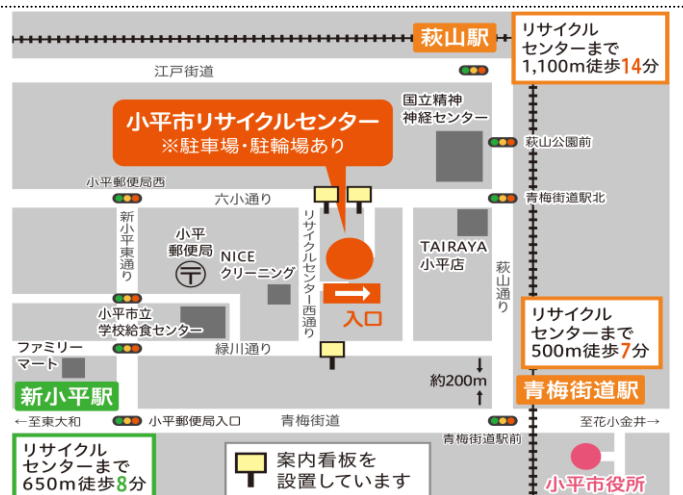 萩山駅
リサイクル
センターまで
1,100m徒歩14分
江戸街道
国立精神
神経センター
小平市リサイクルセンター
※駐車場・駐輪場あり
萩山公園前
小平郵便局西
六小通り
青梅街道駅北
新小平東通り
小平
郵便局
NICE
クリーニング
リサイクルセンター西通り
TAIRAYA
小平店
萩山通り
入口
小平市立
学校給食センター
リサイクル
センターまで
500m徒歩7分
ファミリー
マート
緑川通り
約200m
新小平駅
青梅街道駅
←至東大和
小平郵便局入口
青梅街道
至花小金井→
青梅街道駅前
リサイクル
センターまで
650m徒歩8分
案内看板を
設置しています
小平市役所